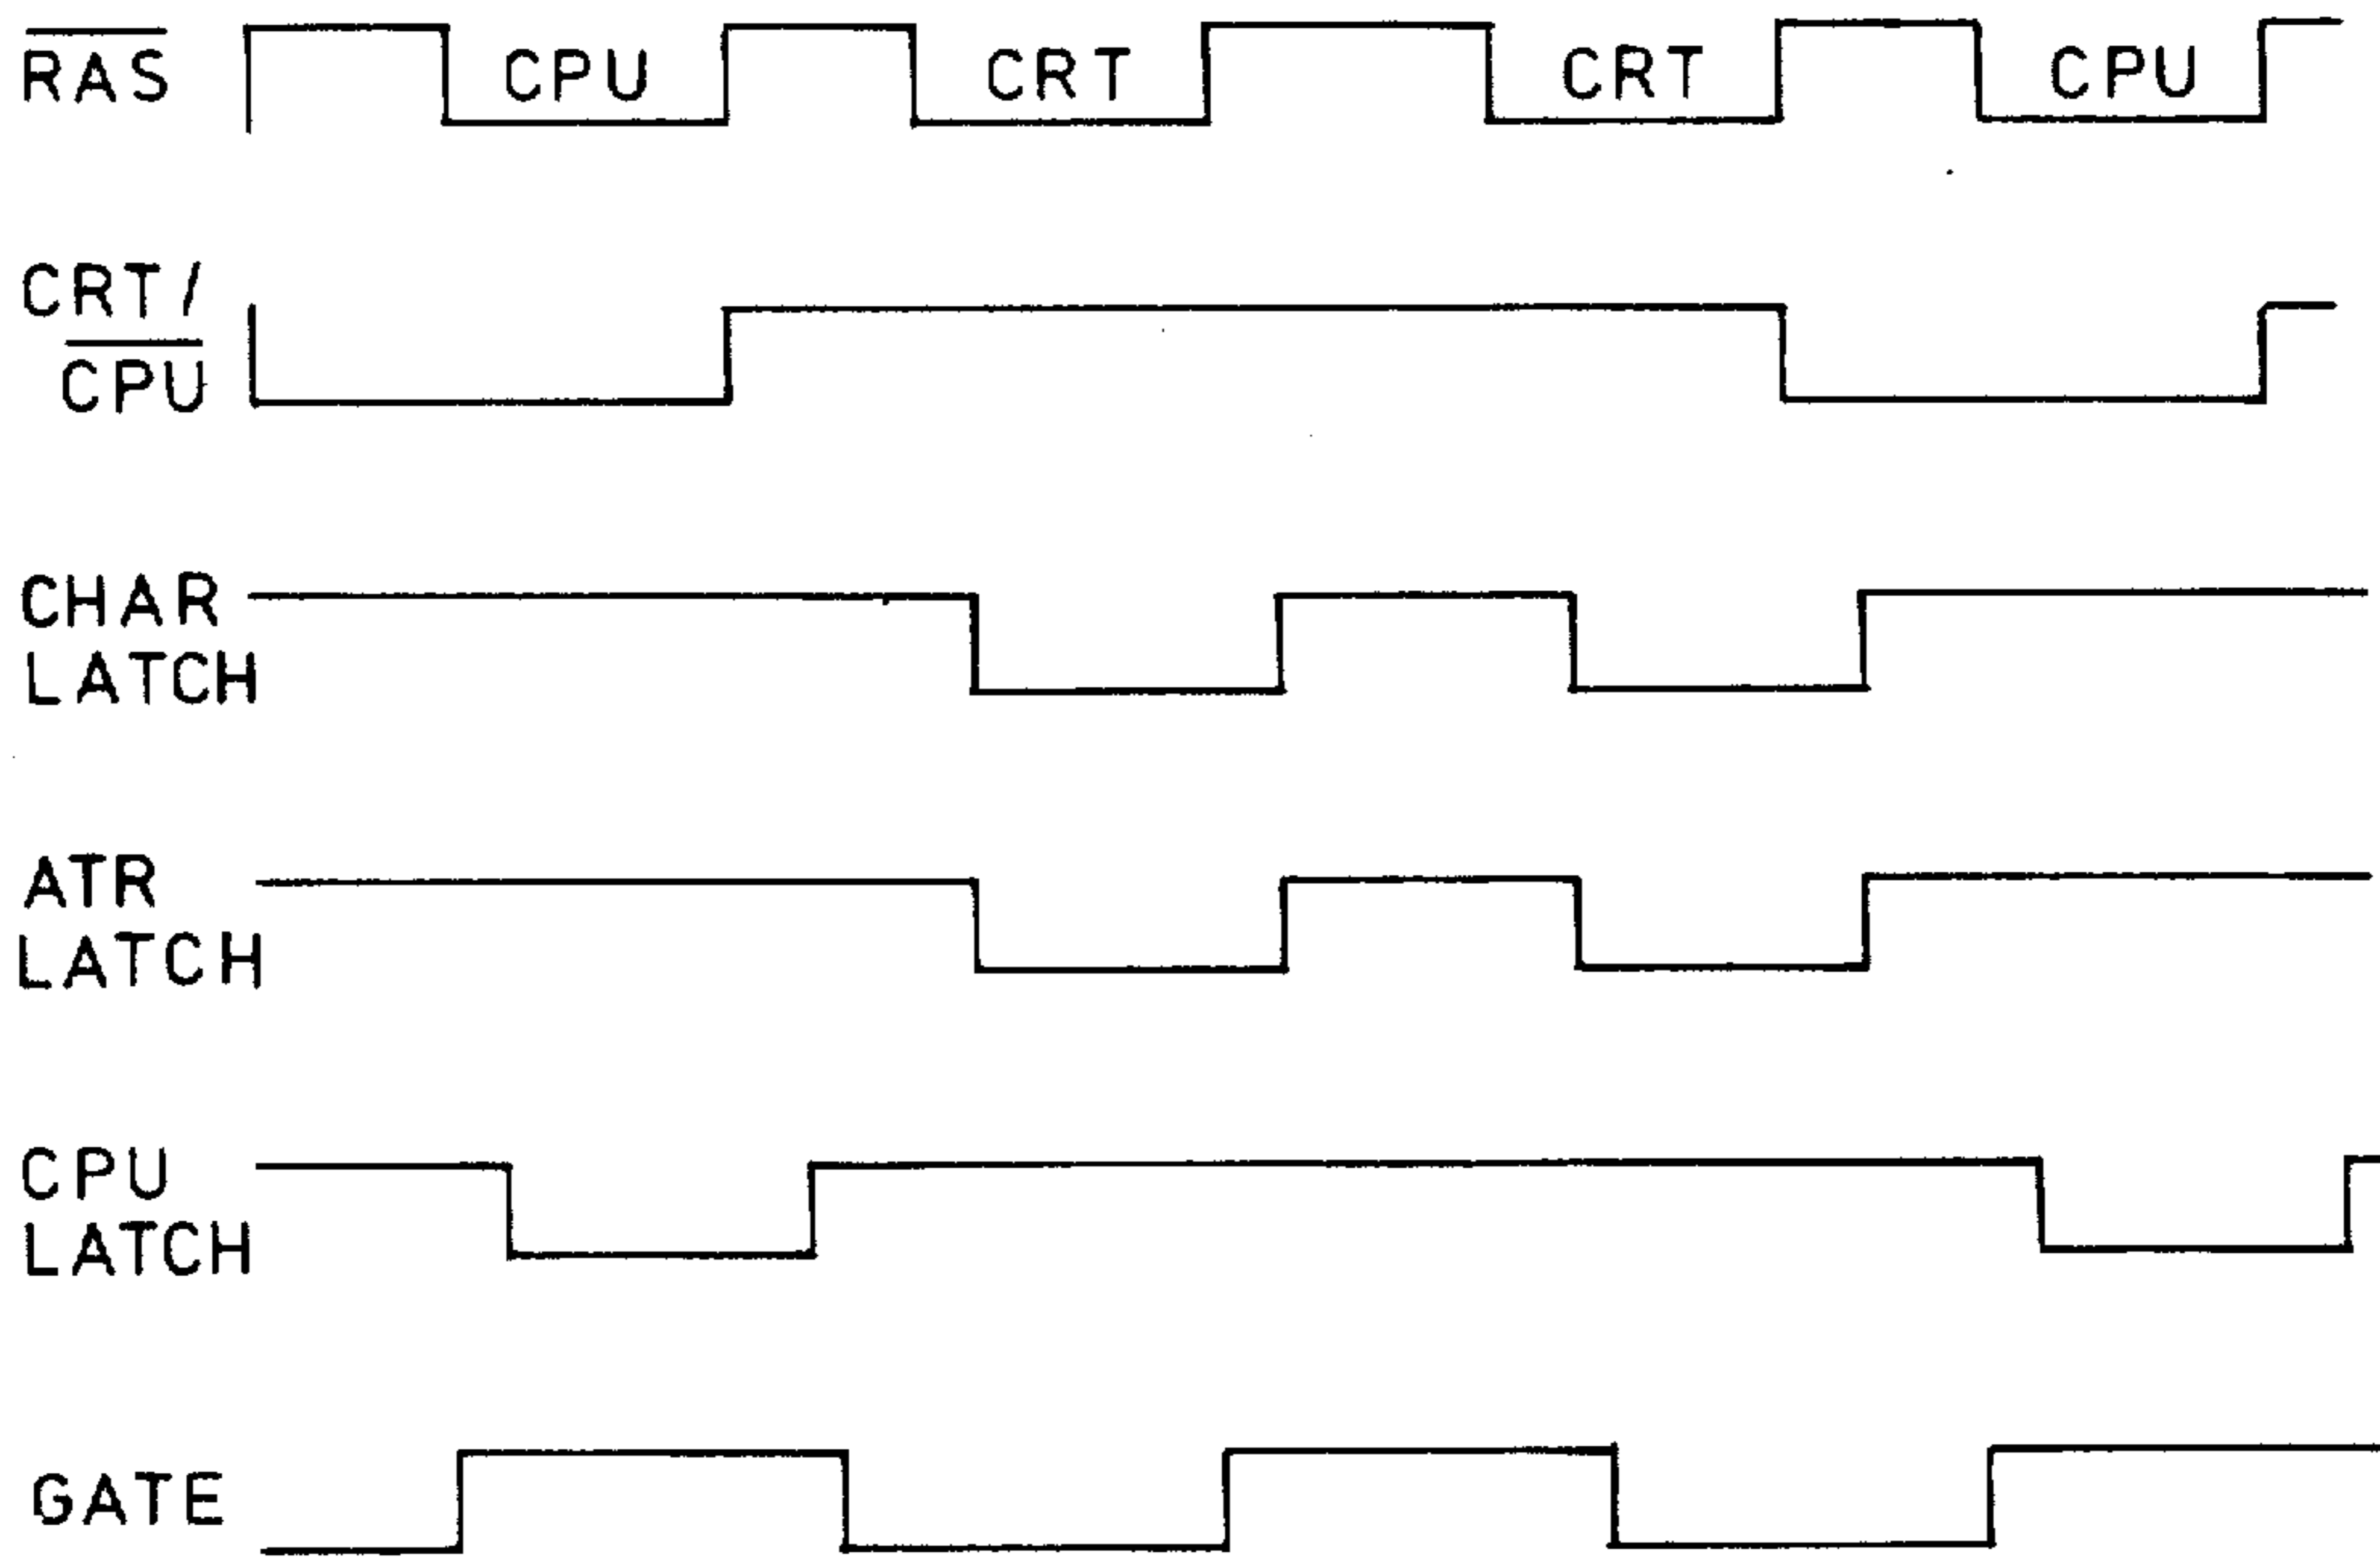 RAS CPU CRT CRT CPU
CRT/
CPU
CHAR
LATCH
ATR
LATCH
CPU
LATCH
GATE